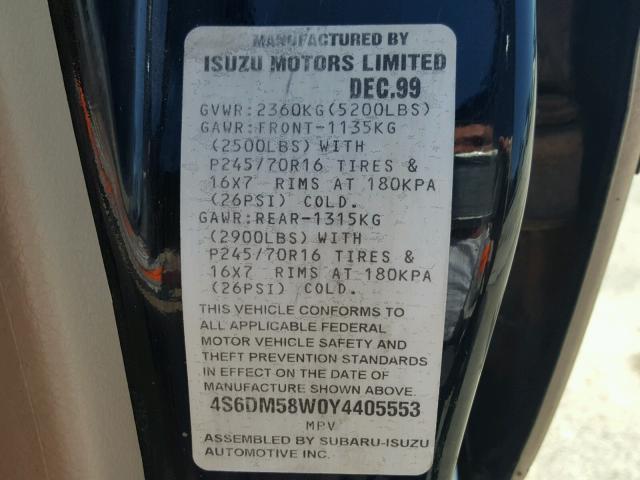 MANUFACTURED BY
ISUZU MOTORS LIMITED
DEC.99
GVWR:2360KG(5200LBS)
GAWR:FRONT-1135KG
(2500LBS)WITH
P245/70R16 TIRES &
16X7 RIMS AT 180KPA
(26PSI) COLD.
GAWR:REAR-1315KG
(2900LBS)WITH
P245/70R16 TIRES &
16X7 RIMS AT 180KPA
(26PSI) COLD.
THIS VEHICLE CONFORMS TO
ALL APPLICABLE FEDERAL
MOTOR VEHICLE SAFETY AND
THEFT PREVENTION STANDARDS
IN EFFECT ON THE DATE OF
MANUFACTURE SHOWN ABOVE.
4S6DM58W0Y4405553
MPV
ASSEMBLED BY SUBARU-ISUZU
AUTOMOTIVE INC.